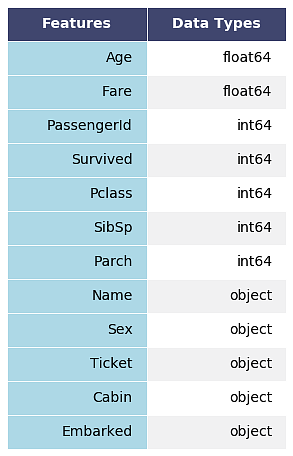 Features Data Types
Age float64
Fare float64
PassengerId int64
Survived int64
Pclass int64
SibSp int64
Parch int64
Name object
Sex object
Ticket object
Cabin object
Embarked object